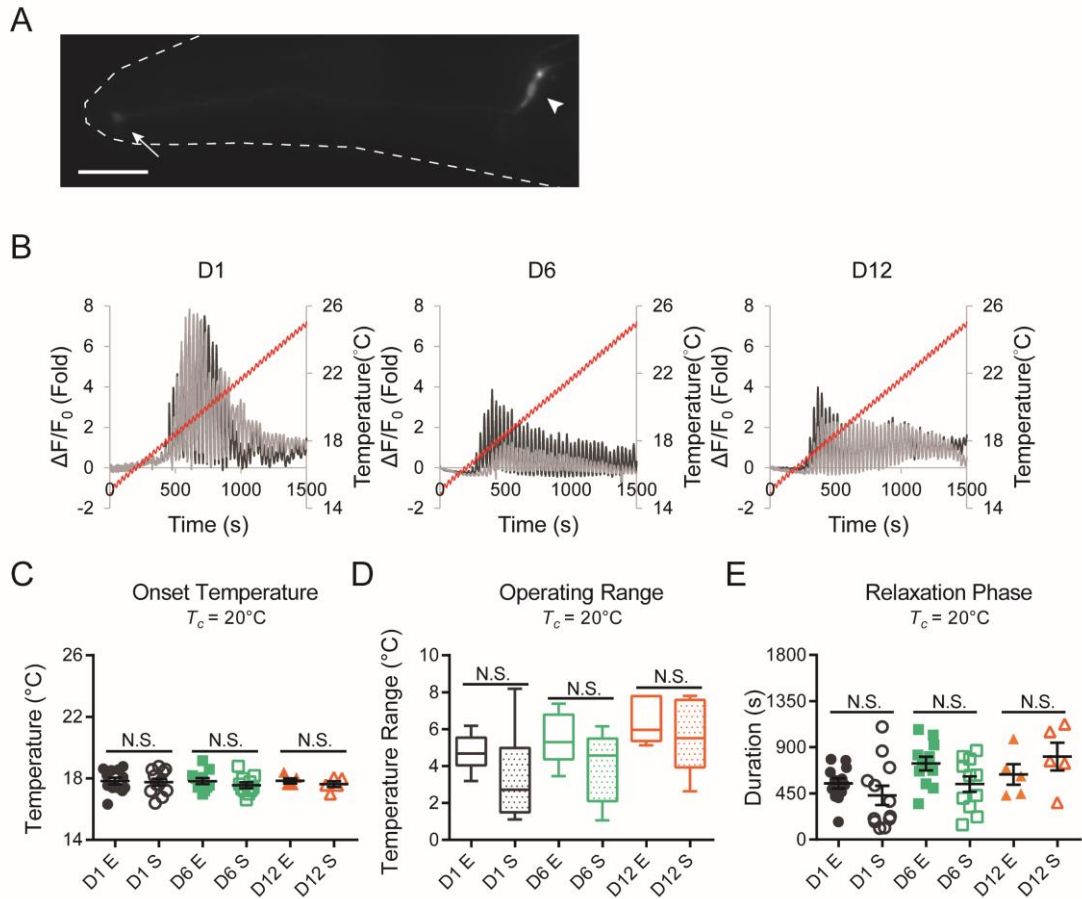 A
B
D1
D6
D12
8
6
4
2
0
-2
ΔF/F0 (Fold)
26
22
18
14
Temperature(°C)
0 500 1000 1500
Time (s)
8
6
4
2
0
-2
ΔF/F0 (Fold)
26
22
18
14
Temperature(°C)
0 500 1000 1500
Time (s)
8
6
4
2
0
-2
ΔF/F0 (Fold)
26
22
18
14
Temperature(°C)
0 500 1000 1500
Time (s)
C
Onset Temperature
Tc = 20°C
Temperature (°C)
26
22
18
14
N.S. N.S. N.S.
D1 E D1 S D6 E D6 S D12 E D12 S
D
Operating Range
Tc = 20°C
Temperature Range (°C)
10
8
6
4
2
0
N.S. N.S. N.S.
D1 E D1 S D6 E D6 S D12 E D12 S
E
Relaxation Phase
Tc = 20°C
Duration (s)
1800
1350
900
450
0
N.S. N.S. N.S.
D1 E D1 S D6 E D6 S D12 E D12 S